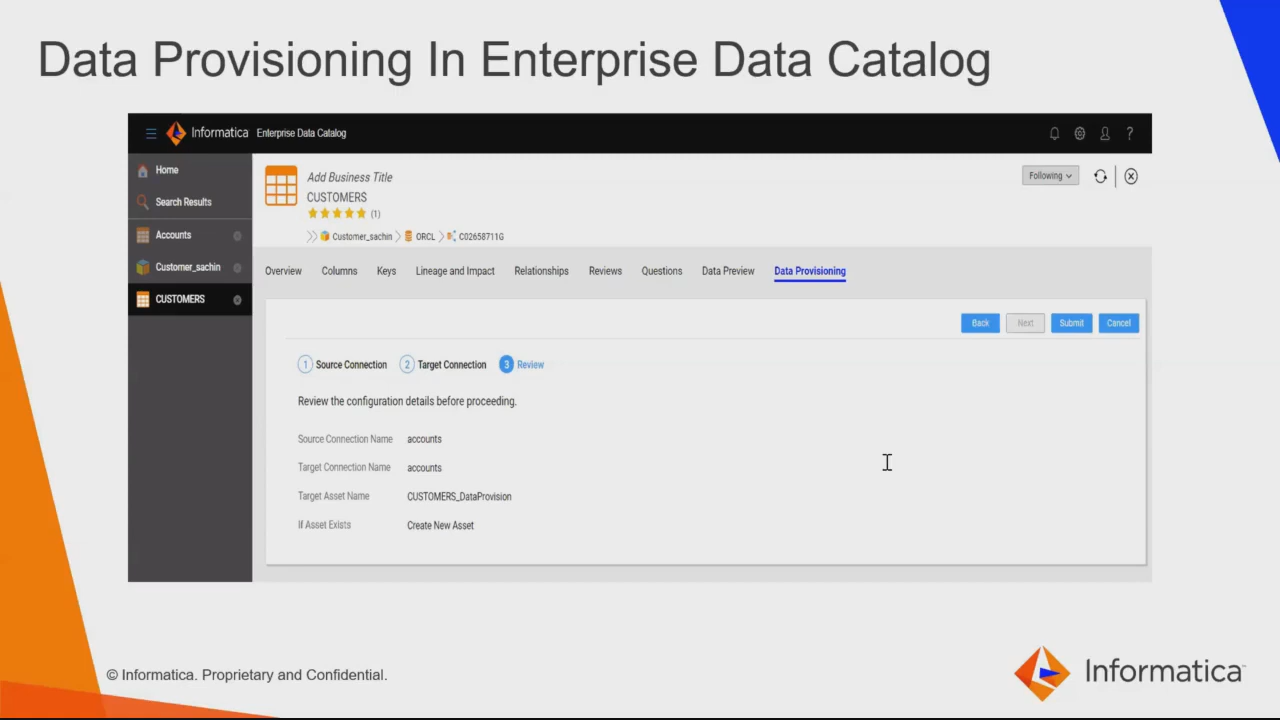 Data Provisioning In Enterprise Data Catalog
Informatica Enterprise Data Catalog
?
Home
Search Results
Accounts
Customer_sachin
CUSTOMERS
Add Business Title
CUSTOMERS
(1)
Customer_sachin ORCL C02658711G
Following
Overview Columns Keys Lineage and Impact Relationships Reviews Questions Data Preview Data Provisioning
Back Next Submit Cancel
1 Source Connection 2 Target Connection 3 Review
Review the configuration details before proceeding.
Source Connection Name accounts
Target Connection Name accounts
Target Asset Name CUSTOMERS_DataProvision
If Asset Exists Create New Asset
© Informatica. Proprietary and Confidential.
Informatica